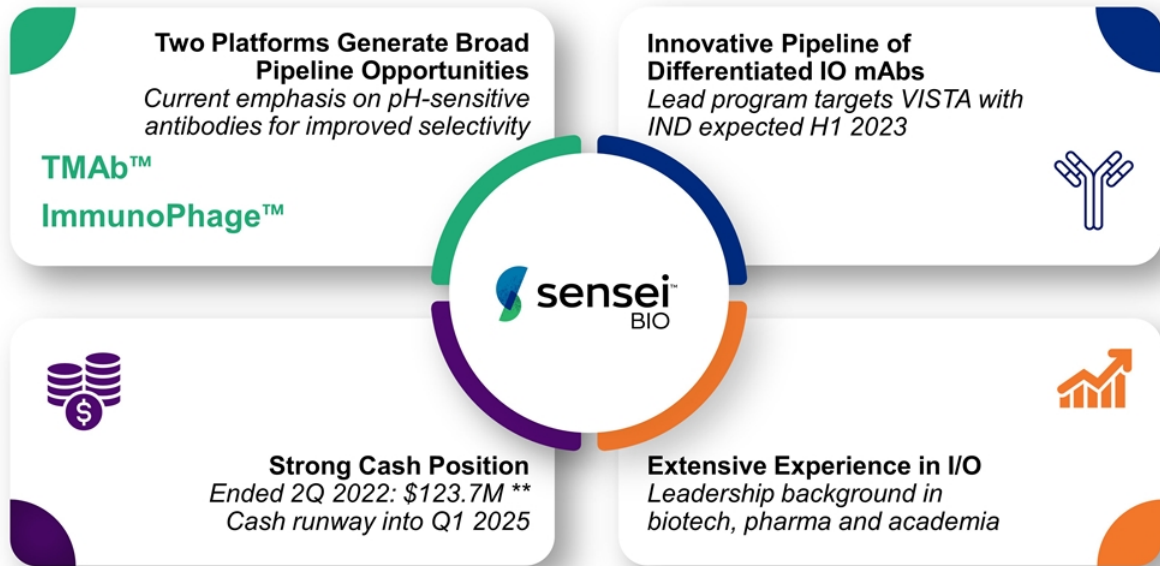 Two Platforms Generate Broad
Pipeline Opportunities
Current emphasis on pH-sensitive
antibodies for improved selectivity
TMAb™
ImmunoPhage™
Innovative Pipeline of
Differentiated IO mAbs
Lead program targets VISTA with
IND expected H1 2023
sensei™
BIO
$
Strong Cash Position
Ended 2Q 2022: $123.7M **
Cash runway into Q1 2025
Extensive Experience in I/O
Leadership background in
biotech, pharma and academia